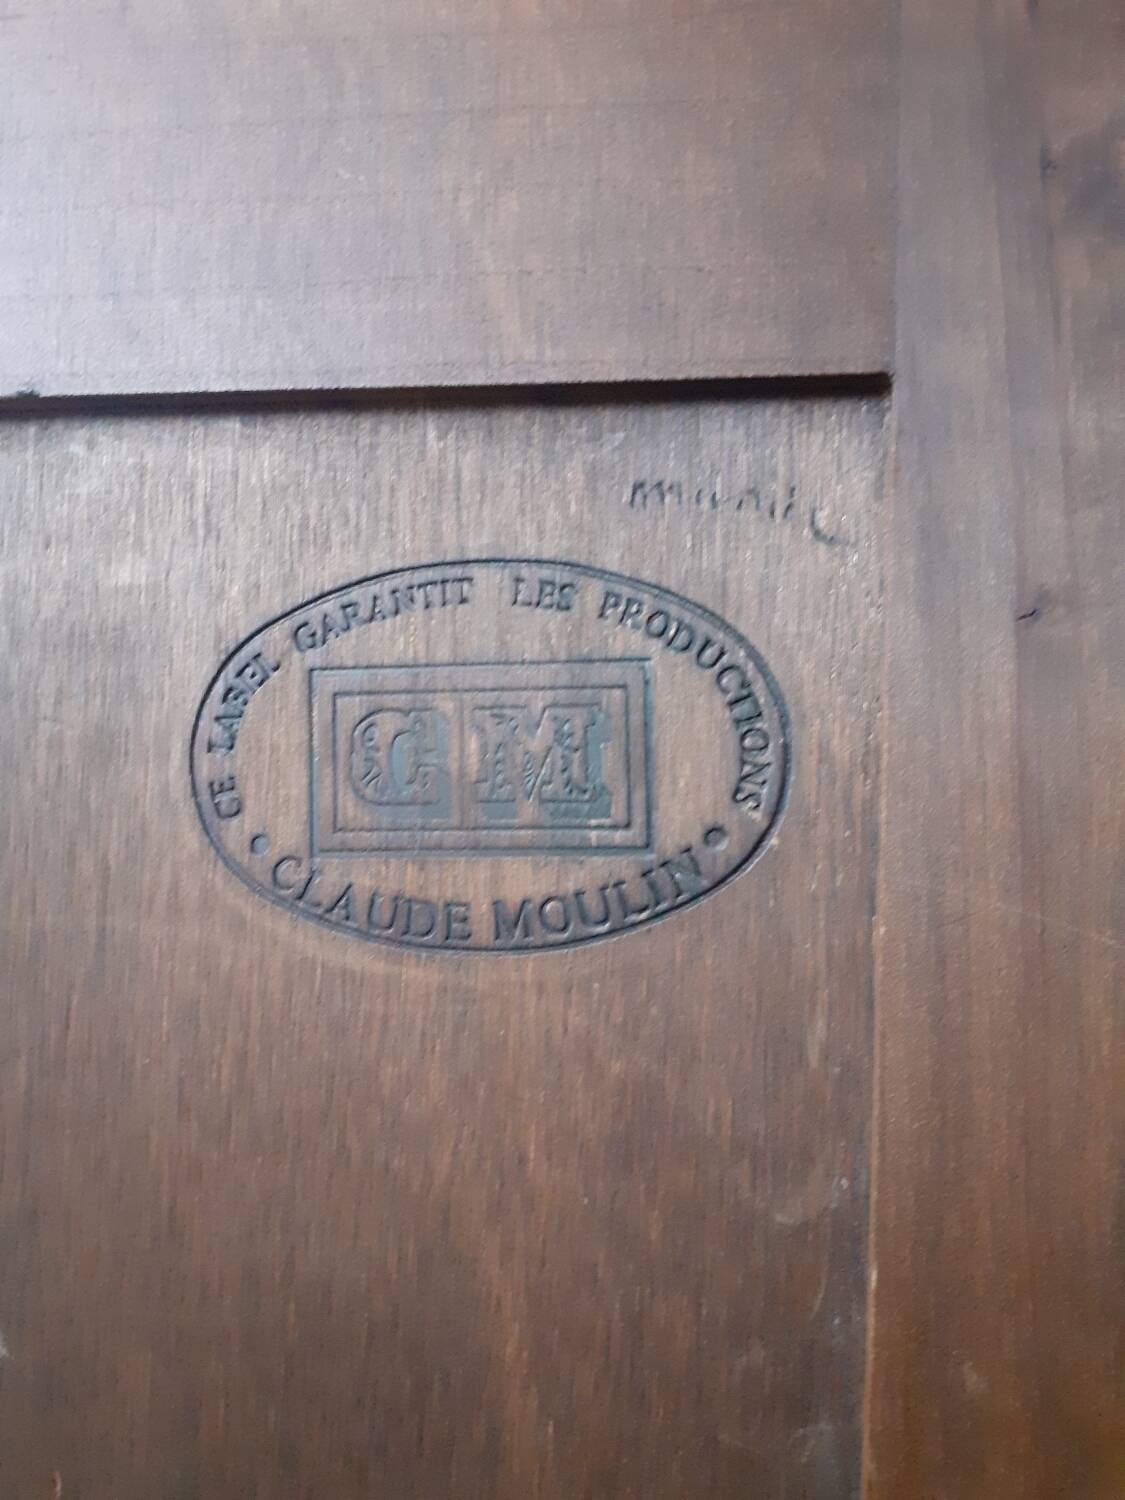 CE LABEL GARANTIT LES PRODUCTIONS
CM
• CLAUDE MOULIN •